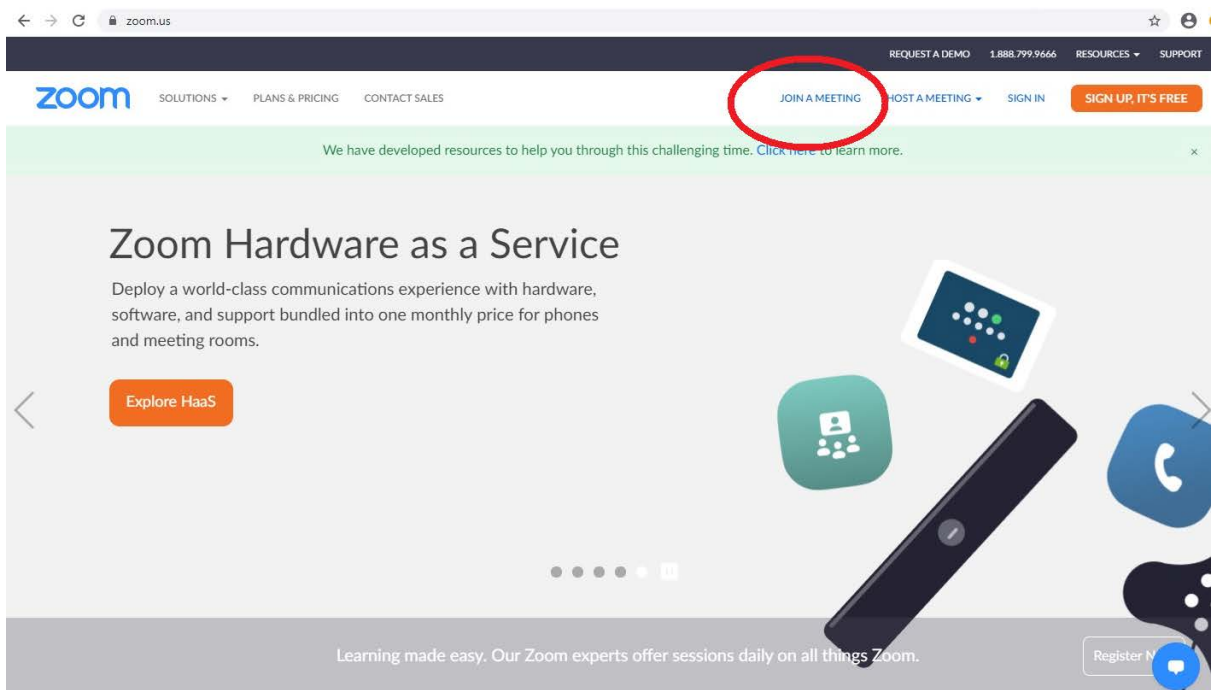 zoom.us
REQUEST A DEMO 1.888.799.9666 RESOURCES SUPPORT
zoom SOLUTIONS PLANS & PRICING CONTACT SALES JOIN A MEETING HOST A MEETING SIGN IN SIGN UP, IT'S FREE
We have developed resources to help you through this challenging time. Click here to learn more. ×
Zoom Hardware as a Service
Deploy a world-class communications experience with hardware,
software, and support bundled into one monthly price for phones
and meeting rooms.
Explore HaaS
Learning made easy. Our Zoom experts offer sessions daily on all things Zoom.
Register